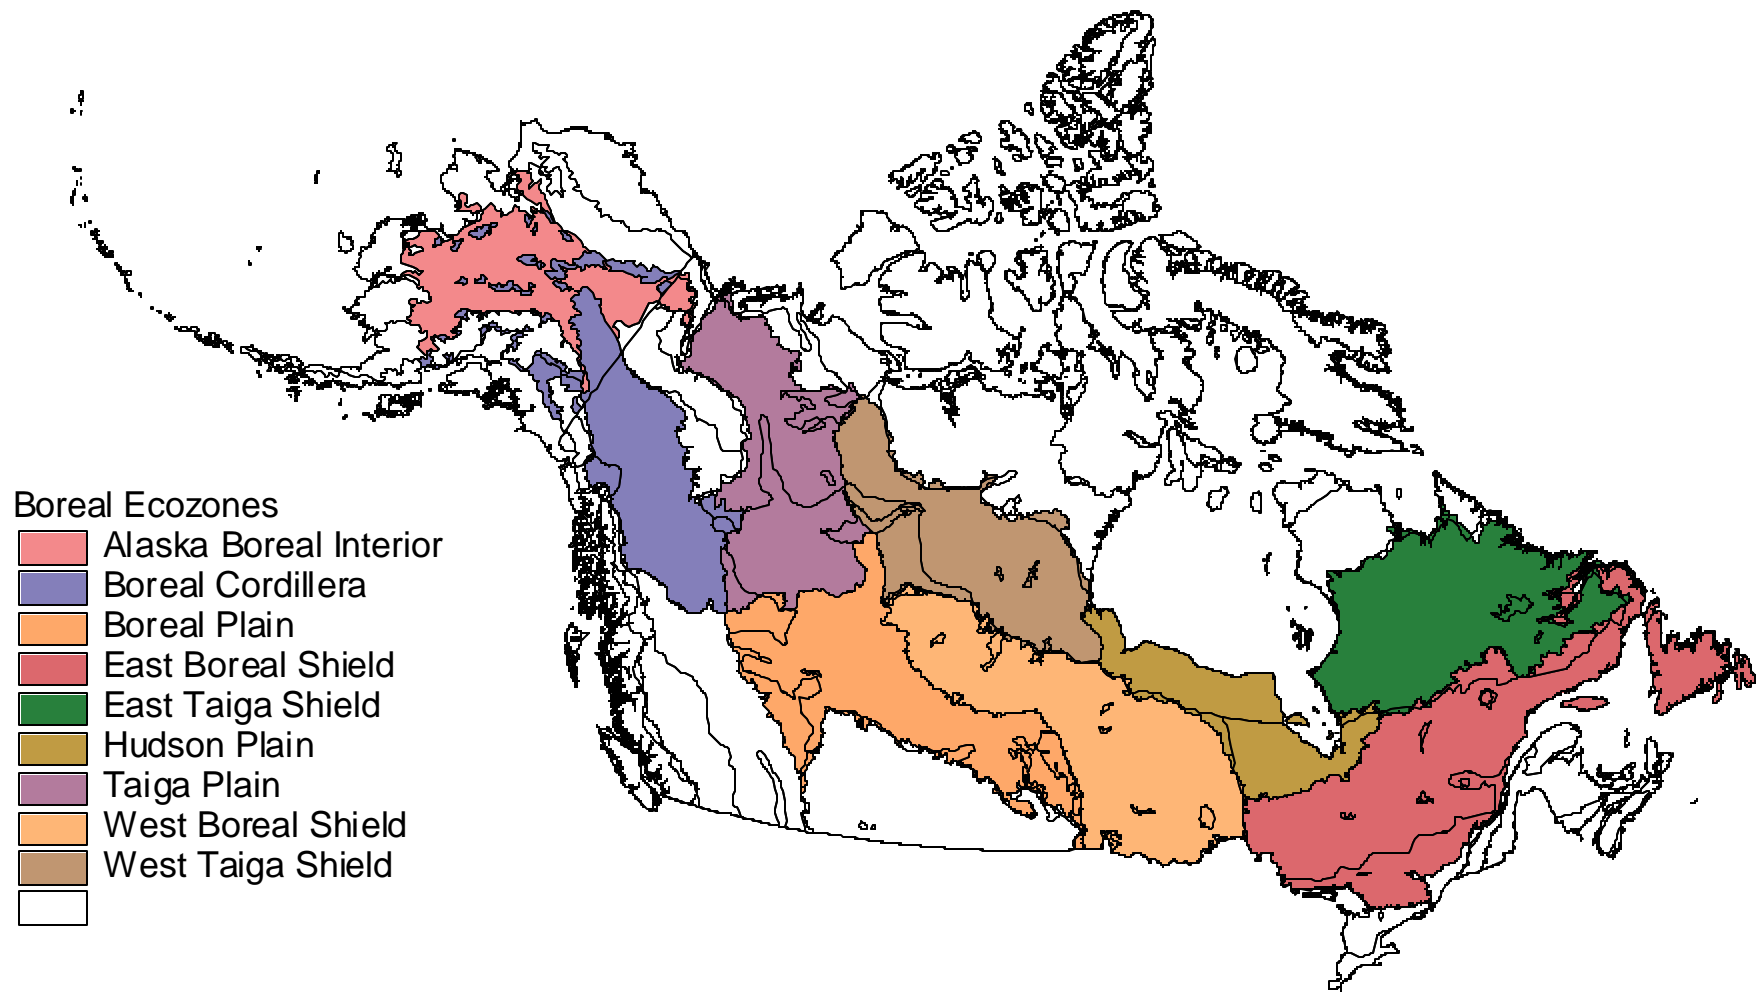 Boreal Ecozones
Alaska Boreal Interior
Boreal Cordillera
Boreal Plain
East Boreal Shield
East Taiga Shield
Hudson Plain
Taiga Plain
West Boreal Shield
West Taiga Shield